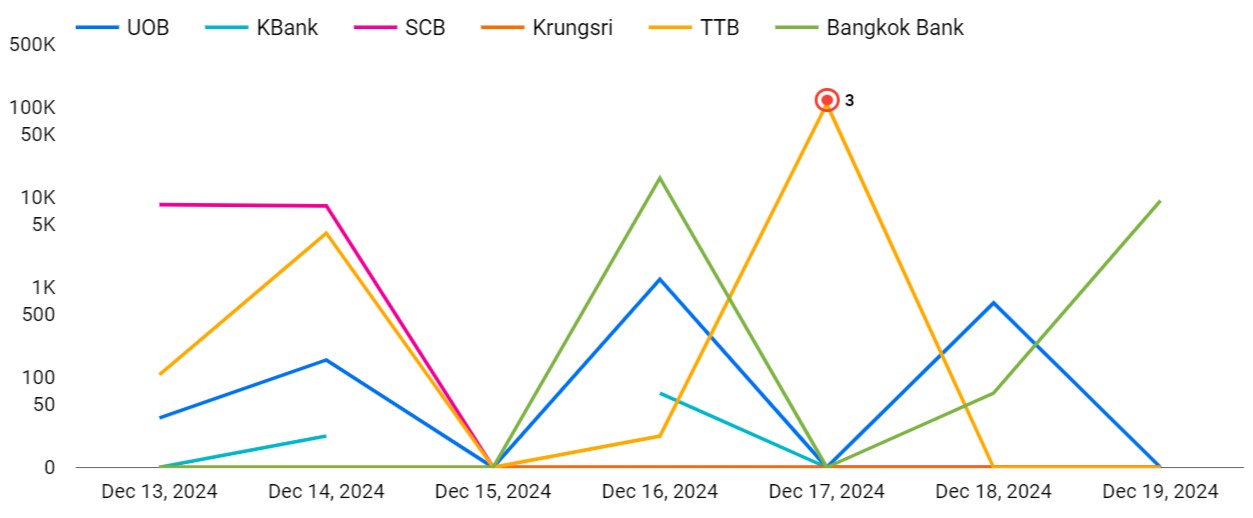 UOB KBank SCB Krungsri TTB Bangkok Bank
500K
100K
3
50K
10K
5K
1K
500
100
50
0
Dec 13, 2024 Dec 14, 2024 Dec 15, 2024 Dec 16, 2024 Dec 17, 2024 Dec 18, 2024 Dec 19, 2024